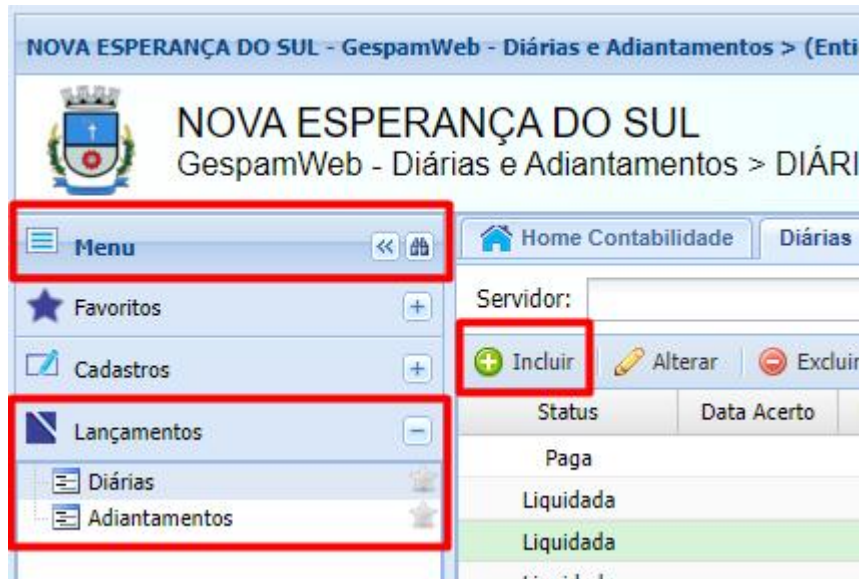 NOVA ESPERANÇA DO SUL - GespamWeb - Diárias e Adiantamentos > (Enti
NOVA ESPERANÇA DO SUL
GespamWeb - Diárias e Adiantamentos > DIÁRI
Menu
Home Contabilidade Diárias
Favoritos
Servidor:
Cadastros
Incluir Alterar Excluir
Lançamentos
Status Data Acerto
Paga
Diárias
Liquidada
Adiantamentos
Liquidada